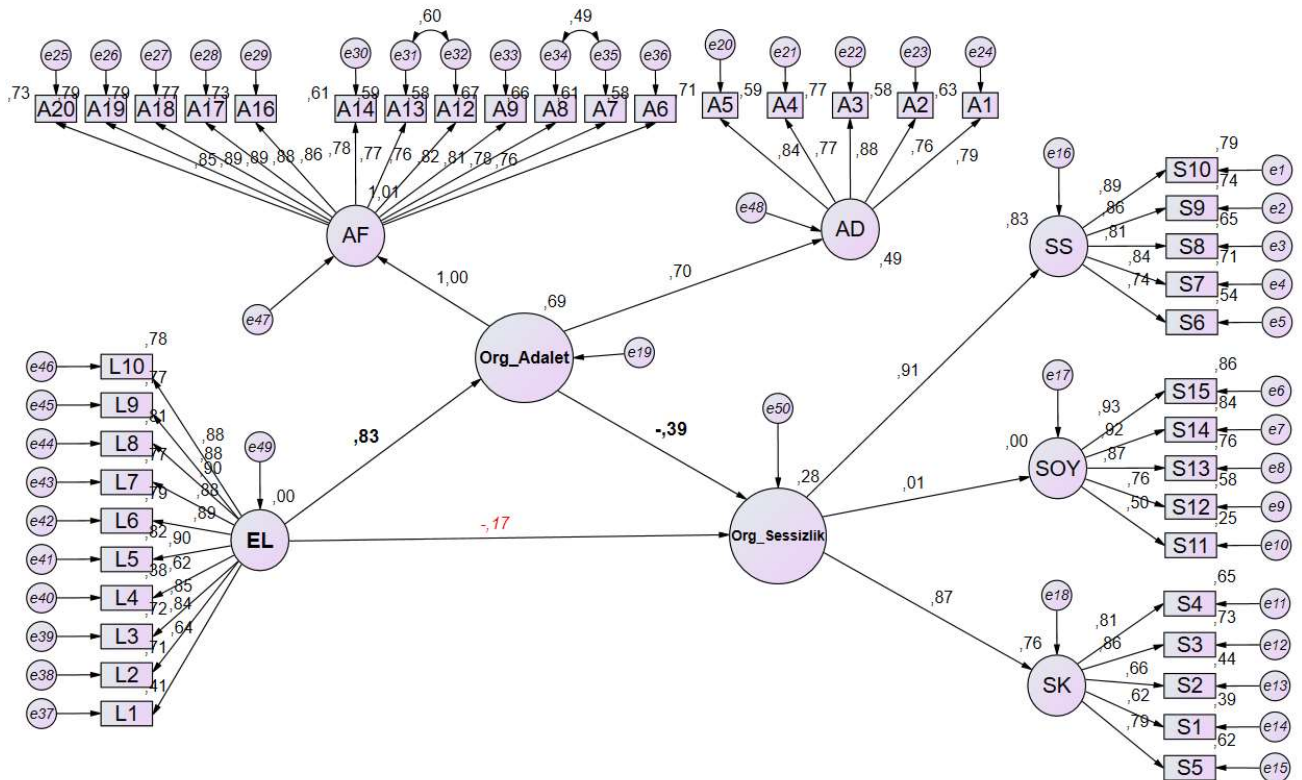 ,60 ,49
e25 e26 e27 e28 e29 e30 e31 e32 e33 e34 e35 e36 e20 e21 e22 e23 e24
,73 ,79 ,79 ,77 ,73 ,61 ,59 ,58 ,67 ,66 ,61 ,58 ,71 ,59 ,77 ,58 ,63
A20 A19 A18 A17 A16 A14 A13 A12 A9 A8 A7 A6 A5 A4 A3 A2 A1
,85 ,89 ,89 ,88 ,86 ,78 ,77 ,76 ,82 ,81 ,78 ,76 ,84 ,77 ,88 ,76 ,79
1,01
AF
e47
1,00
e48
AD
,49
,70
,69
Org_Adalet
e19
e16
,83
SS
,89 ,86 ,81 ,84 ,74
,79
S10 e1
,74
S9 e2
,65
S8 e3
,71
S7 e4
,54
S6 e5
,78
e46 L10
,77
e45 L9
,81
e44 L8
,77
e43 L7
,79
e42 L6
,82
e41 L5
,38
e40 L4
,72
e39 L3
,71
e38 L2
,41
e37 L1
,88
,88
,90
,88
,89
,90
,62
,85
,84
,64
e49
,00
EL
,83
-,39
-,17
e50
,28
Org_Sessizlik
,91
,01
,87
e17
,00
SOY
,93 ,92 ,87 ,76 ,50
,86
S15 e6
,84
S14 e7
,76
S13 e8
,58
S12 e9
,25
S11 e10
e18
,76
SK
,81 ,86 ,66 ,62 ,79
,65
S4 e11
,73
S3 e12
,44
S2 e13
,39
S1 e14
,62
S5 e15